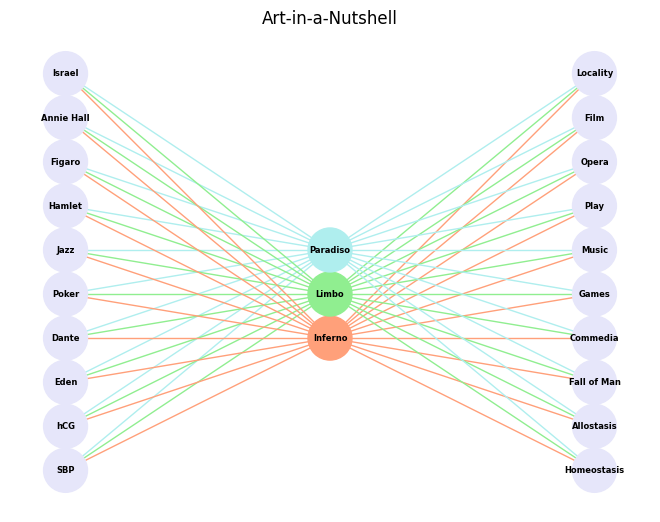 Art-in-a-Nutshell
Israel
Annie Hall
Figaro
Hamlet
Jazz
Poker
Dante
Eden
hCG
SBP
Paradiso
Limbo
Inferno
Locality
Film
Opera
Play
Music
Games
Commedia
Fall of Man
Allostasis
Homeostasis